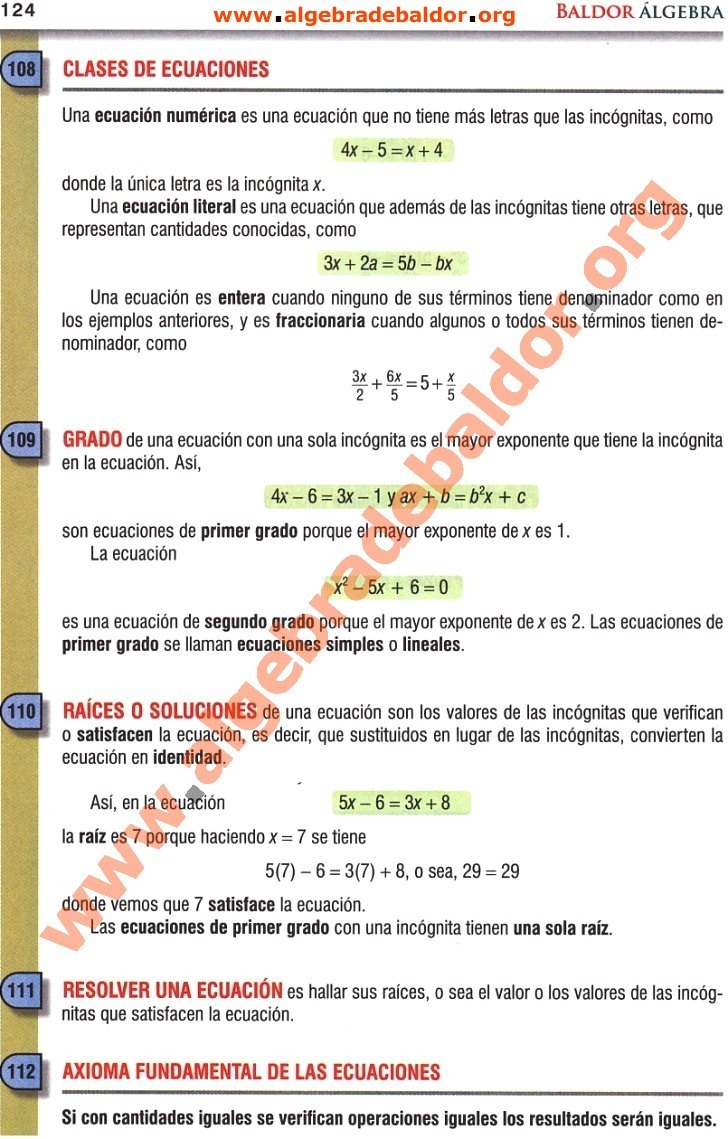 124
www.algebradebaldor.org
BALDOR ÁLGEBRA
108
CLASES DE ECUACIONES
Una ecuación numérica es una ecuación que no tiene más letras que las incógnitas, como
4x – 5 = x + 4
donde la única letra es la incógnita x.
Una ecuación literal es una ecuación que además de las incógnitas tiene otras letras, que
representan cantidades conocidas, como
3x + 2a = 5b – bx
Una ecuación es entera cuando ninguno de sus términos tiene denominador como en
los ejemplos anteriores, y es fraccionaria cuando algunos o todos sus términos tienen de-
nominador, como
3x/2 + 6x/5 = 5 + x/5
109
GRADO de una ecuación con una sola incógnita es el mayor exponente que tiene la incógnita
en la ecuación. Así,
4x – 6 = 3x – 1 y ax + b = b²x + c
son ecuaciones de primer grado porque el mayor exponente de x es 1.
La ecuación
x² – 5x + 6 = 0
es una ecuación de segundo grado porque el mayor exponente de x es 2. Las ecuaciones de
primer grado se llaman ecuaciones simples o lineales.
110
RAÍCES O SOLUCIONES de una ecuación son los valores de las incógnitas que verifican
o satisfacen la ecuación, es decir, que sustituidos en lugar de las incógnitas, convierten la
ecuación en identidad.
Así, en la ecuación 5x – 6 = 3x + 8
la raíz es 7 porque haciendo x = 7 se tiene
5(7) – 6 = 3(7) + 8, o sea, 29 = 29
donde vemos que 7 satisface la ecuación.
Las ecuaciones de primer grado con una incógnita tienen una sola raíz.
111
RESOLVER UNA ECUACIÓN es hallar sus raíces, o sea el valor o los valores de las incóg-
nitas que satisfacen la ecuación.
112
AXIOMA FUNDAMENTAL DE LAS ECUACIONES
Si con cantidades iguales se verifican operaciones iguales los resultados serán iguales.
www.algebradebaldor.org